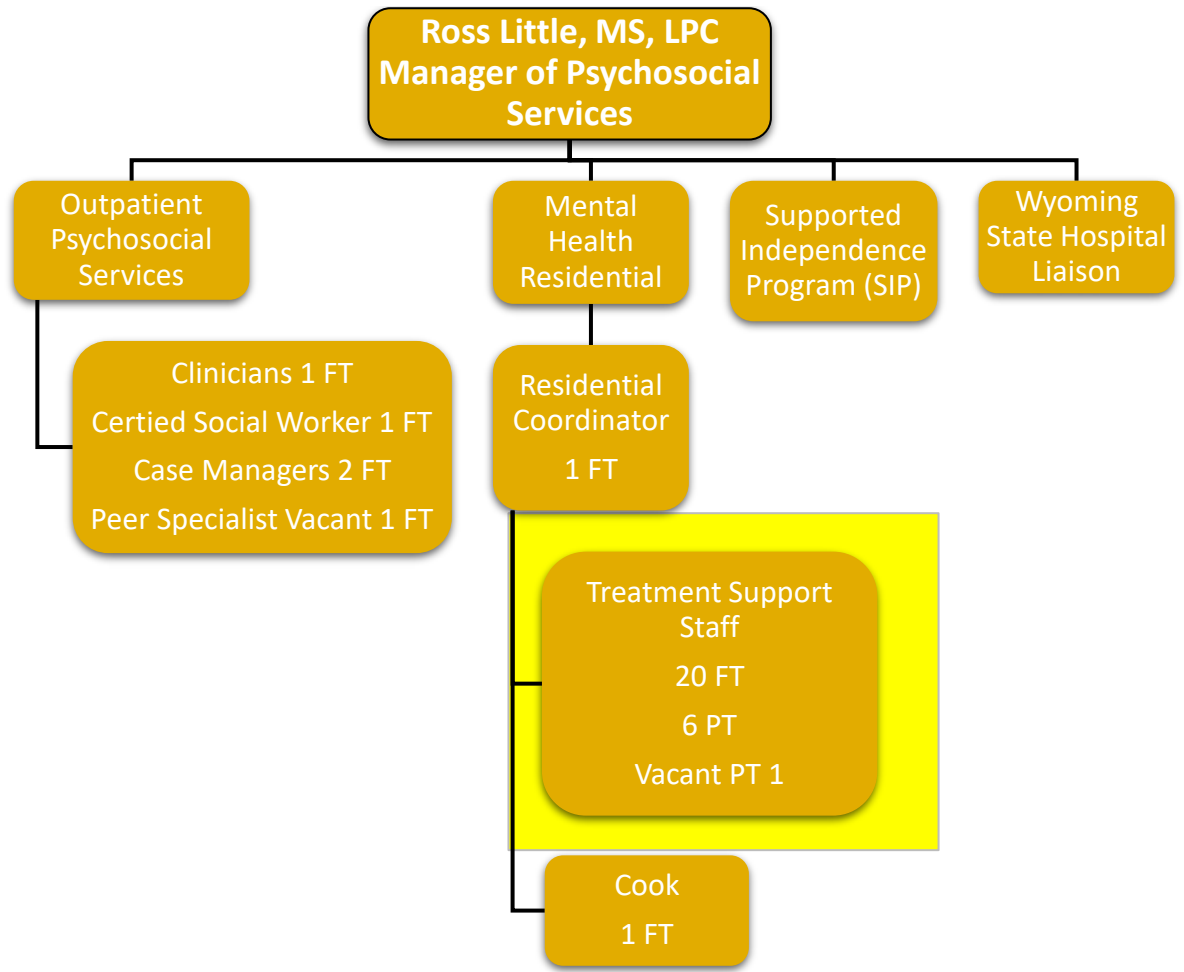 Ross Little, MS, LPC
Manager of Psychosocial
Services
Outpatient
Psychosocial
Services
Mental
Health
Residential
Supported
Independence
Program (SIP)
Wyoming
State Hospital
Liaison
Clinicians 1 FT
Certied Social Worker 1 FT
Case Managers 2 FT
Peer Specialist Vacant 1 FT
Residential
Coordinator
1 FT
Treatment Support
Staff
20 FT
6 PT
Vacant PT 1
Cook
1 FT